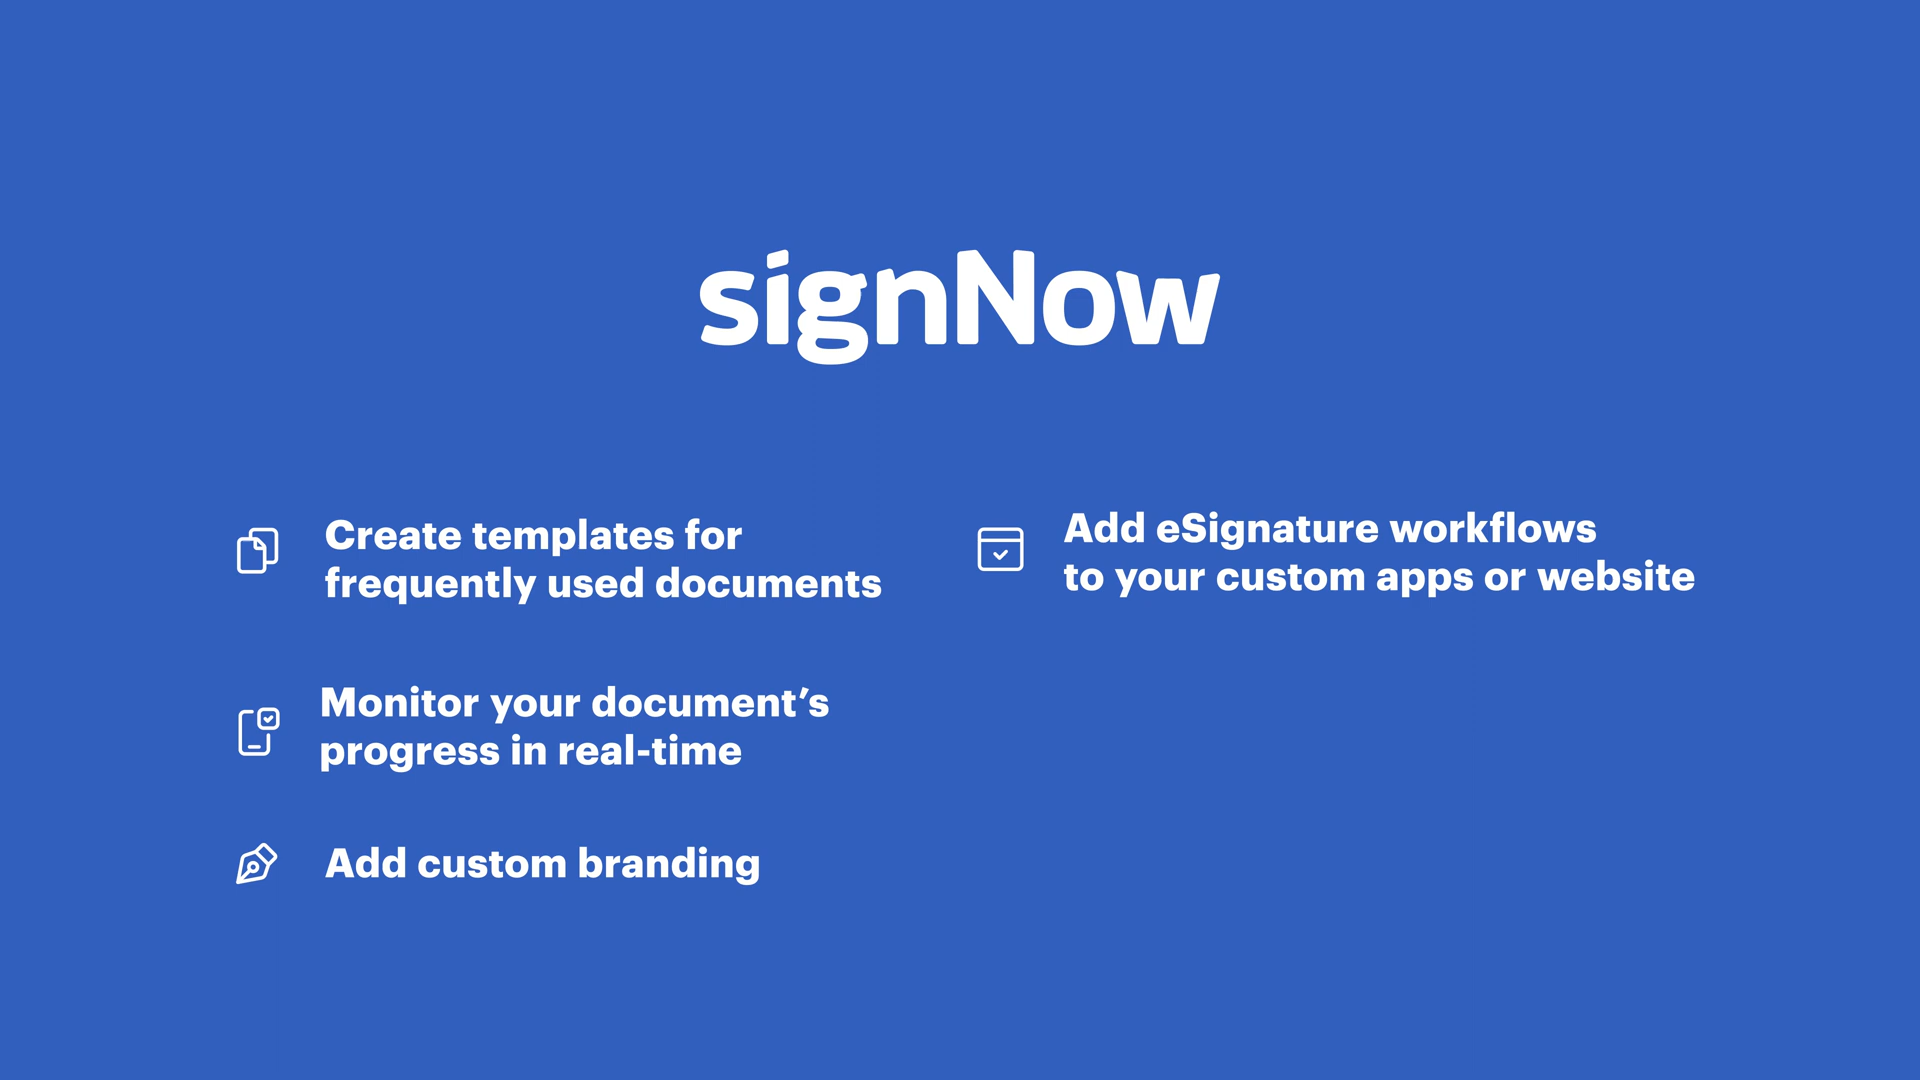 signNow
Create templates for
frequently used documents
Monitor your document’s
progress in real-time
Add custom branding
Add eSignature workflows
to your custom apps or website